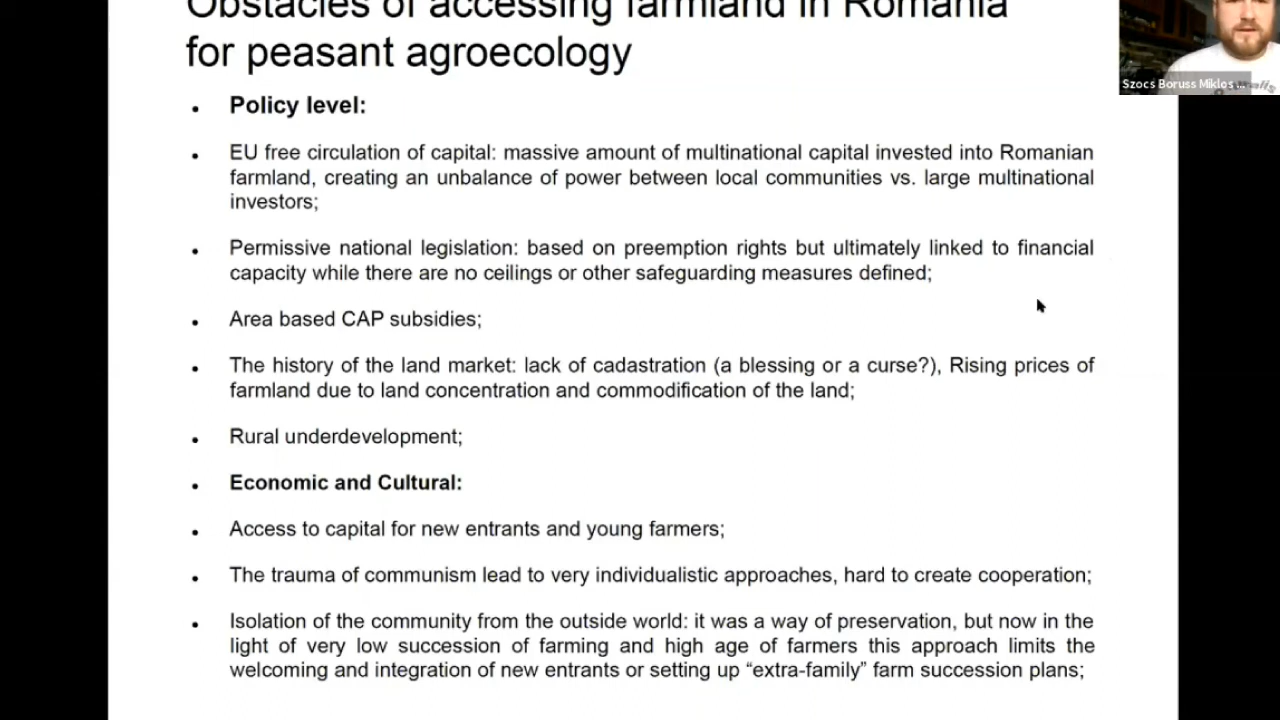 Obstacles of accessing farmland in Romania
for peasant agroecology
Szocs Boruss Miklos ...
• Policy level:
• EU free circulation of capital: massive amount of multinational capital invested into Romanian
farmland, creating an unbalance of power between local communities vs. large multinational
investors;
• Permissive national legislation: based on preemption rights but ultimately linked to financial
capacity while there are no ceilings or other safeguarding measures defined;
• Area based CAP subsidies;
• The history of the land market: lack of cadastration (a blessing or a curse?), Rising prices of
farmland due to land concentration and commodification of the land;
• Rural underdevelopment;
• Economic and Cultural:
• Access to capital for new entrants and young farmers;
• The trauma of communism lead to very individualistic approaches, hard to create cooperation;
• Isolation of the community from the outside world: it was a way of preservation, but now in the
light of very low succession of farming and high age of farmers this approach limits the
welcoming and integration of new entrants or setting up “extra-family” farm succession plans;